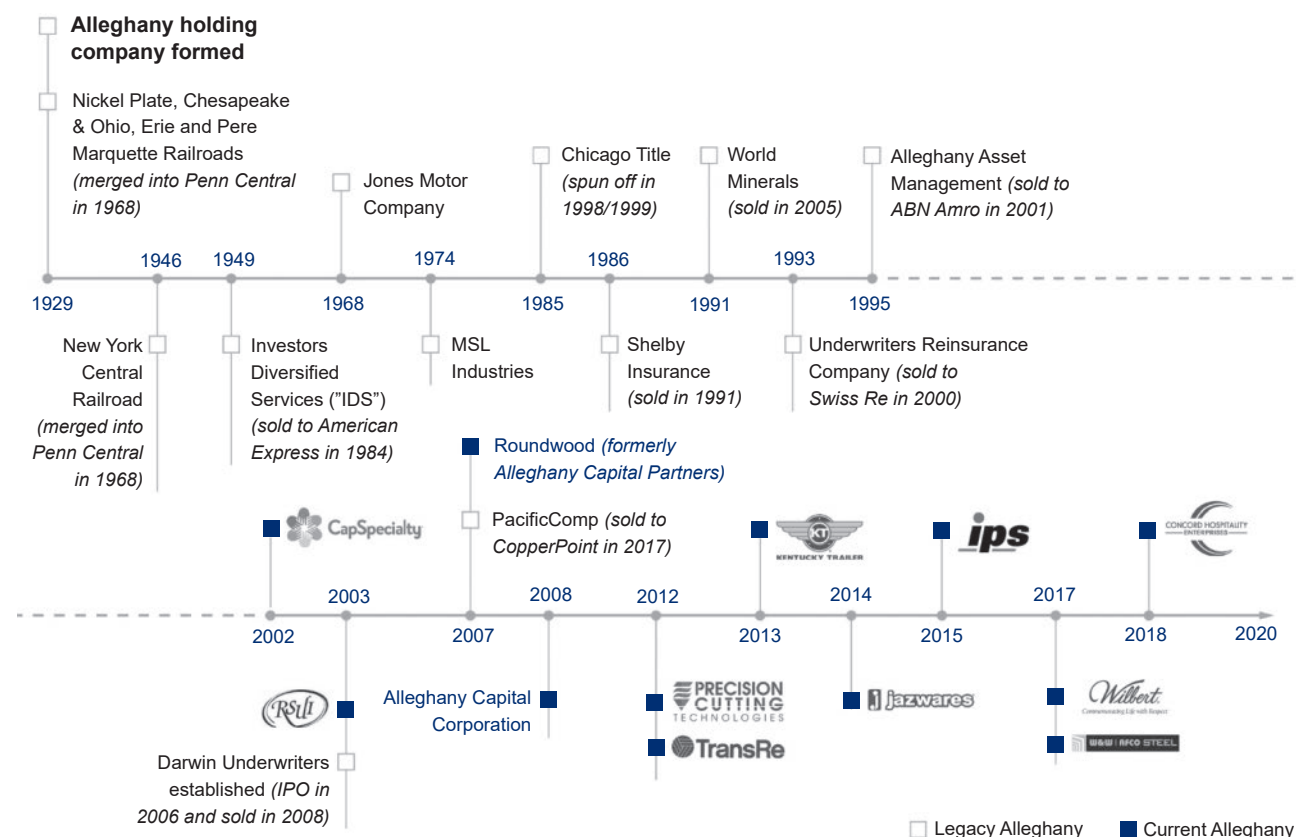 Alleghany holding
company formed
Nickel Plate, Chesapeake
& Ohio, Erie and Pere
Marquette Railroads
(merged into Penn Central
in 1968)
Jones Motor
Company
Chicago Title
(spun off in
1998/1999)
World
Minerals
(sold in 2005)
Alleghany Asset
Management (sold to
ABN Amro in 2001)
1946
1949
1974
1986
1993
1929
1968
1985
1991
1995
New York
Central
Railroad
(merged into
Penn Central
in 1968)
Investors
Diversified
Services ("IDS")
(sold to American
Express in 1984)
MSL
Industries
Shelby
Insurance
(sold in 1991)
Underwriters Reinsurance
Company (sold to
Swiss Re in 2000)
Roundwood (formerly
Alleghany Capital Partners)
PacificComp (sold to
CopperPoint in 2017)
CapSpecialty
KT
KENTUCKY TRAILER
ips
CONCORD HOSPITALITY
ENTERPRISES
2003
2008
2012
2014
2017
2002
2007
2013
2015
2018
2020
RSUI
Alleghany Capital
Corporation
PRECISION
CUTTING
TECHNOLOGIES
TransRe
jazwares
Wilbert
Commemorating Life with Respect
W&W | AFCO STEEL
Darwin Underwriters
established (IPO in
2006 and sold in 2008)
Legacy Alleghany
Current Alleghany